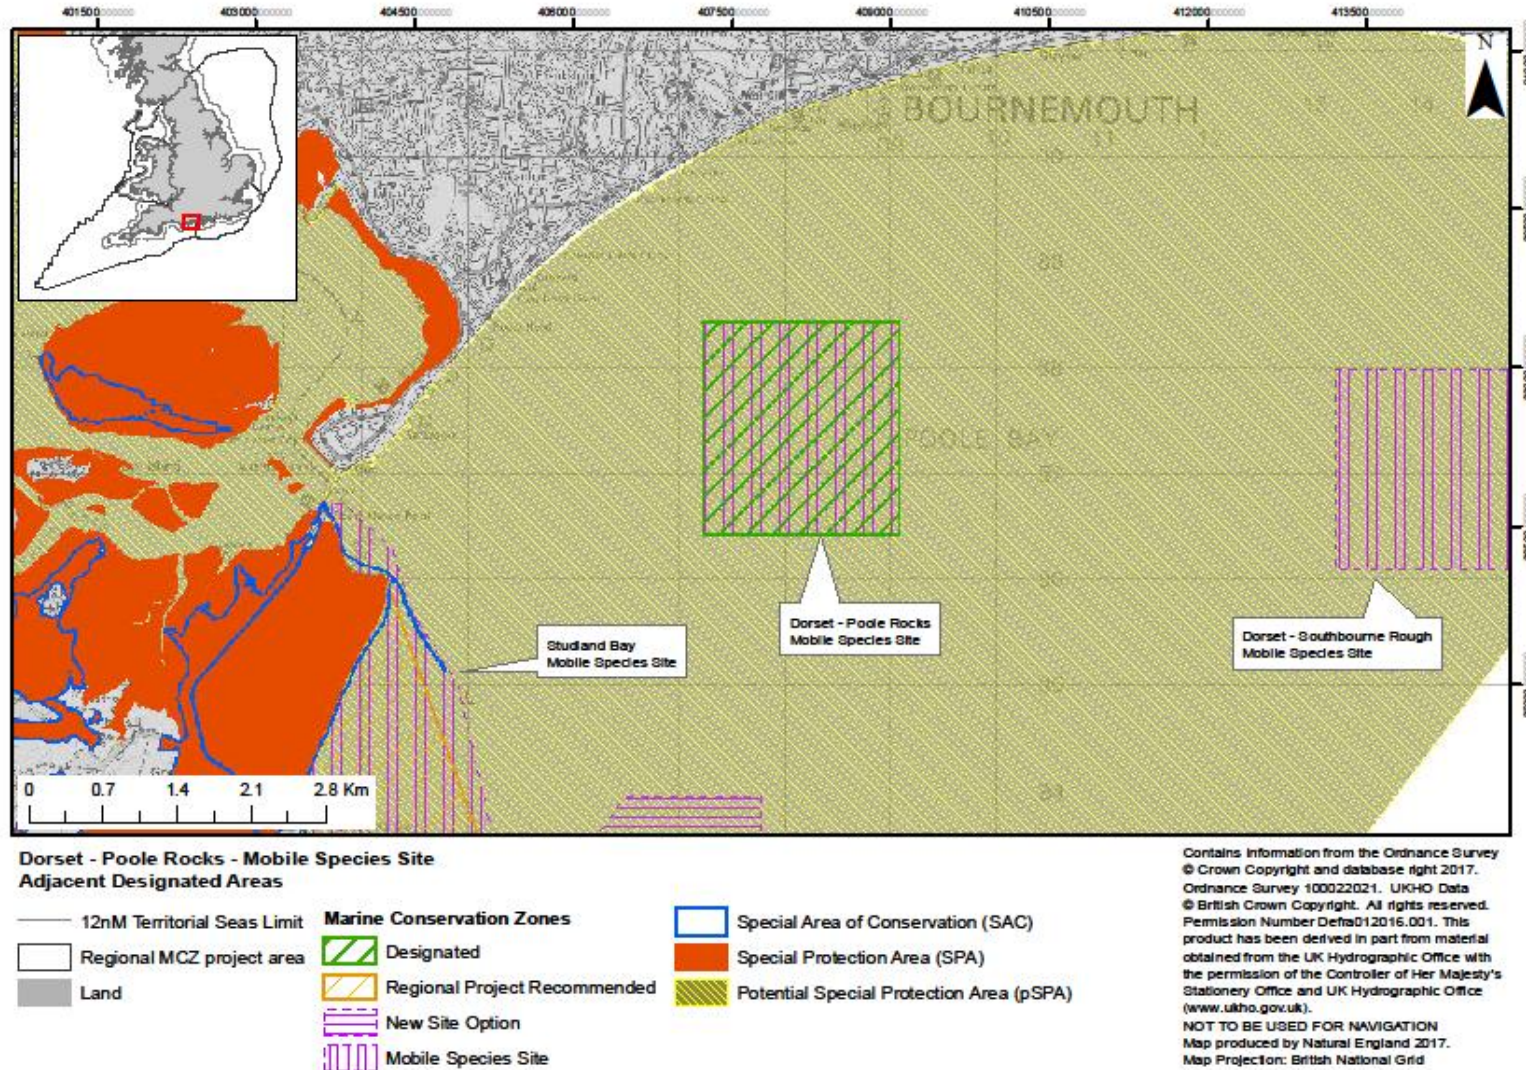 401500 403000 404500 406000 407500 409000 410500 412000 413500
N
BOURNEMOUTH
POOLE BAY
Studland Bay
Mobile Species Site
Dorset - Poole Rocks
Mobile Species Site
Dorset - Southbourne Rough
Mobile Species Site
0 0.7 1.4 2.1 2.8 Km
Dorset - Poole Rocks - Mobile Species Site
Adjacent Designated Areas
12nM Territorial Seas Limit
Regional MCZ project area
Land
Marine Conservation Zones
Designated
Regional Project Recommended
New Site Option
Mobile Species Site
Special Area of Conservation (SAC)
Special Protection Area (SPA)
Potential Special Protection Area (pSPA)
Contains information from the Ordnance Survey
© Crown Copyright and database right 2017.
Ordnance Survey 100022021. UKHO Data
© British Crown Copyright. All rights reserved.
Permission Number Defra012016.001. This
product has been derived in part from material
obtained from the UK Hydrographic Office with
the permission of the Controller of Her Majesty's
Stationery Office and UK Hydrographic Office
(www.ukho.gov.uk).
NOT TO BE USED FOR NAVIGATION
Map produced by Natural England 2017.
Map Projection: British National Grid